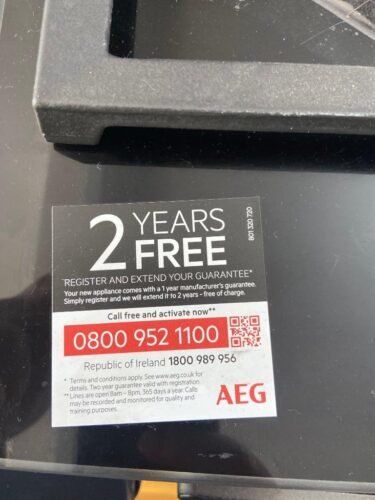 2 YEARS
FREE
801 320 720
REGISTER AND EXTEND YOUR GUARANTEE*
Your new appliance comes with a 1 year manufacturer's guarantee.
Simply register and we will extend it to 2 years - free of charge.
Call free and activate now**
0800 952 1100
Republic of Ireland 1800 989 956
* Terms and conditions apply. See www.aeg.co.uk for
details. Two year guarantee valid with registration.
** Lines are open 8am – 8pm, 365 days a year. Calls
may be recorded and monitored for quality and
training purposes.
AEG